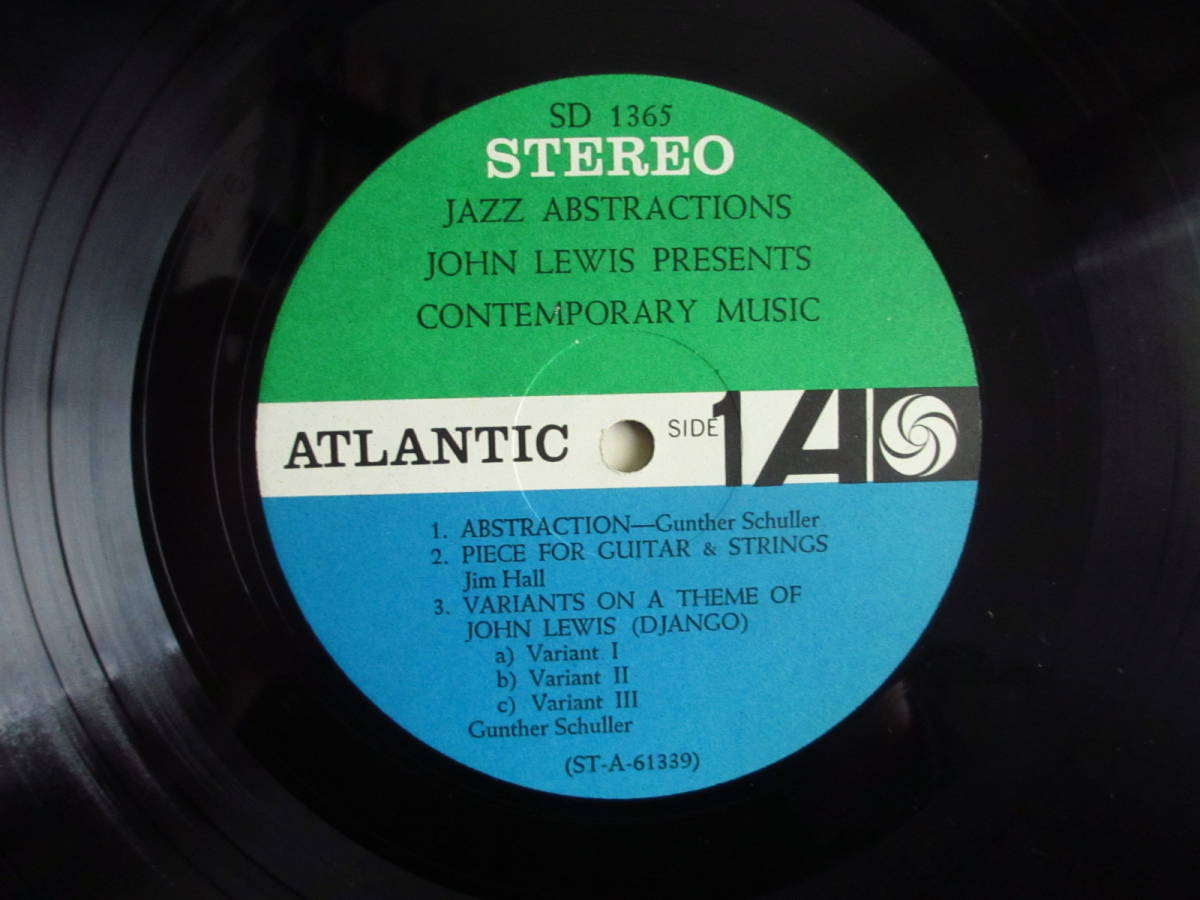 SD 1365
STEREO
JAZZ ABSTRACTIONS
JOHN LEWIS PRESENTS
CONTEMPORARY MUSIC
ATLANTIC SIDE 1 A
1. ABSTRACTION—Gunther Schuller
2. PIECE FOR GUITAR & STRINGS
Jim Hall
3. VARIANTS ON A THEME OF
JOHN LEWIS (DJANGO)
a) Variant I
b) Variant II
c) Variant III
Gunther Schuller
(ST-A-61339)